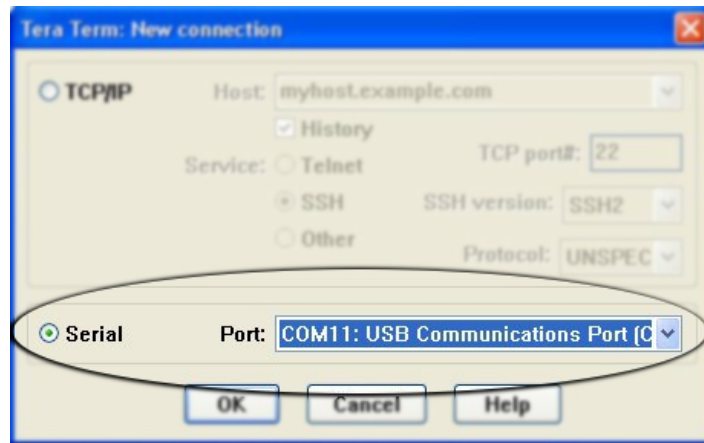 Tera Term: New connection
TCP/IP
Host: myhost.example.com
History
Service: Telnet TCP port#: 22
SSH SSH version: SSH2
Other Protocol: UNSPEC
Serial Port: COM11: USB Communications Port (C
OK Cancel Help